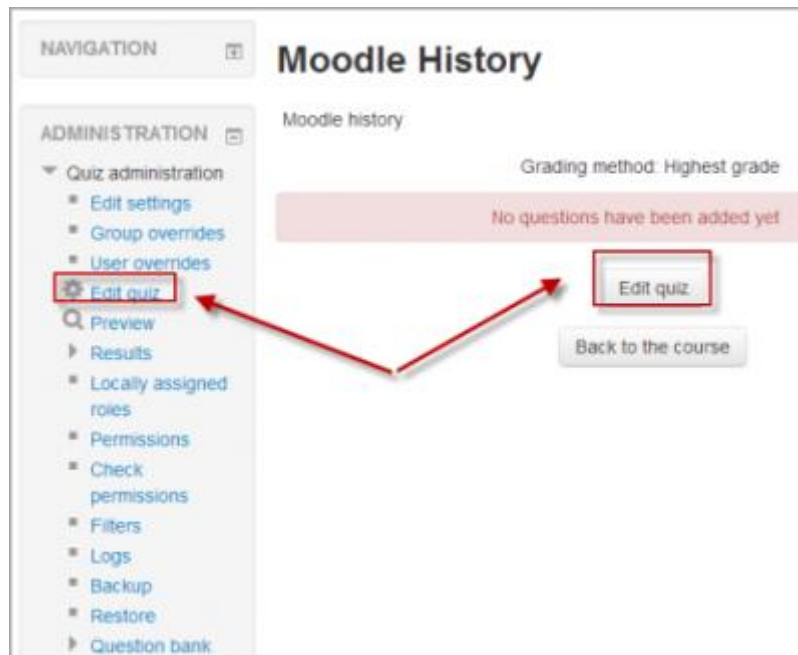 NAVIGATION
ADMINISTRATION
Quiz administration
Edit settings
Group overrides
User overrides
Edit quiz
Preview
Results
Locally assigned
roles
Permissions
Check
permissions
Filters
Logs
Backup
Restore
Question bank
Moodle History
Moodle history
Grading method: Highest grade
No questions have been added yet
Edit quiz
Back to the course